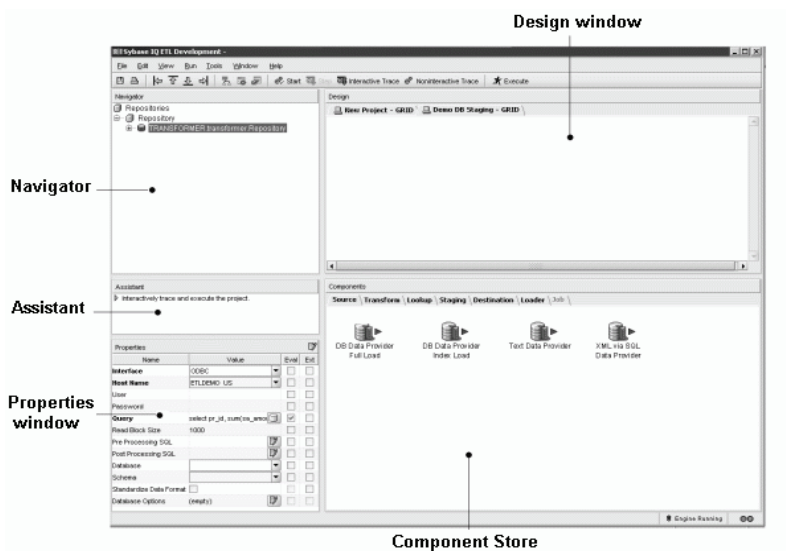 Design window
Sybase IQ ETL Development -
File Edit View Run Tools Window Help
Start Interactive Trace Noninteractive Trace Execute
Navigator
Repositories
Repository
TRANSFORMER.transformer.Repository
Design
New Project - GRID Demo DB Staging - GRID
Navigator
Assistant
Interactively trace and execute the project.
Assistant
Components
Source Transform Lookup Staging Destination Loader Job
DB Data Provider
Full Load
DB Data Provider
Index Load
Text Data Provider
XML via SQL
Data Provider
Properties
Name Value Eval Ext
Interface ODBC
Host Name ETLDEMO_US
User
Password
Query select pr_id, sum(sa_amo
Read Block Size 1000
Pre Processing SQL
Post Processing SQL
Database
Schema
Standardize Data Format
Database Options (empty)
Properties
window
Engine Running
Component Store